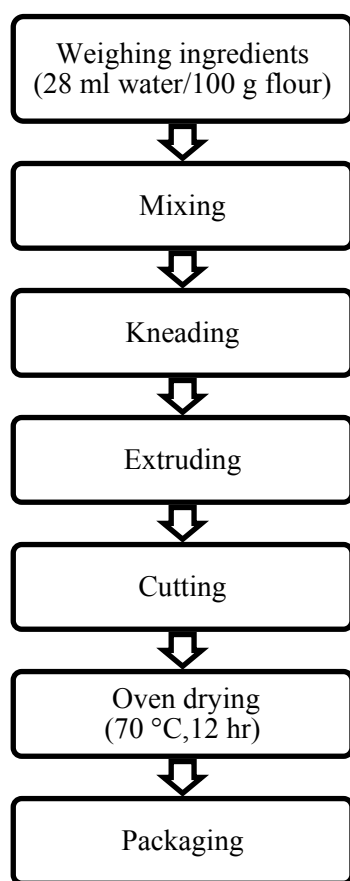 Weighing ingredients
(28 ml water/100 g flour)
Mixing
Kneading
Extruding
Cutting
Oven drying
(70 °C,12 hr)
Packaging